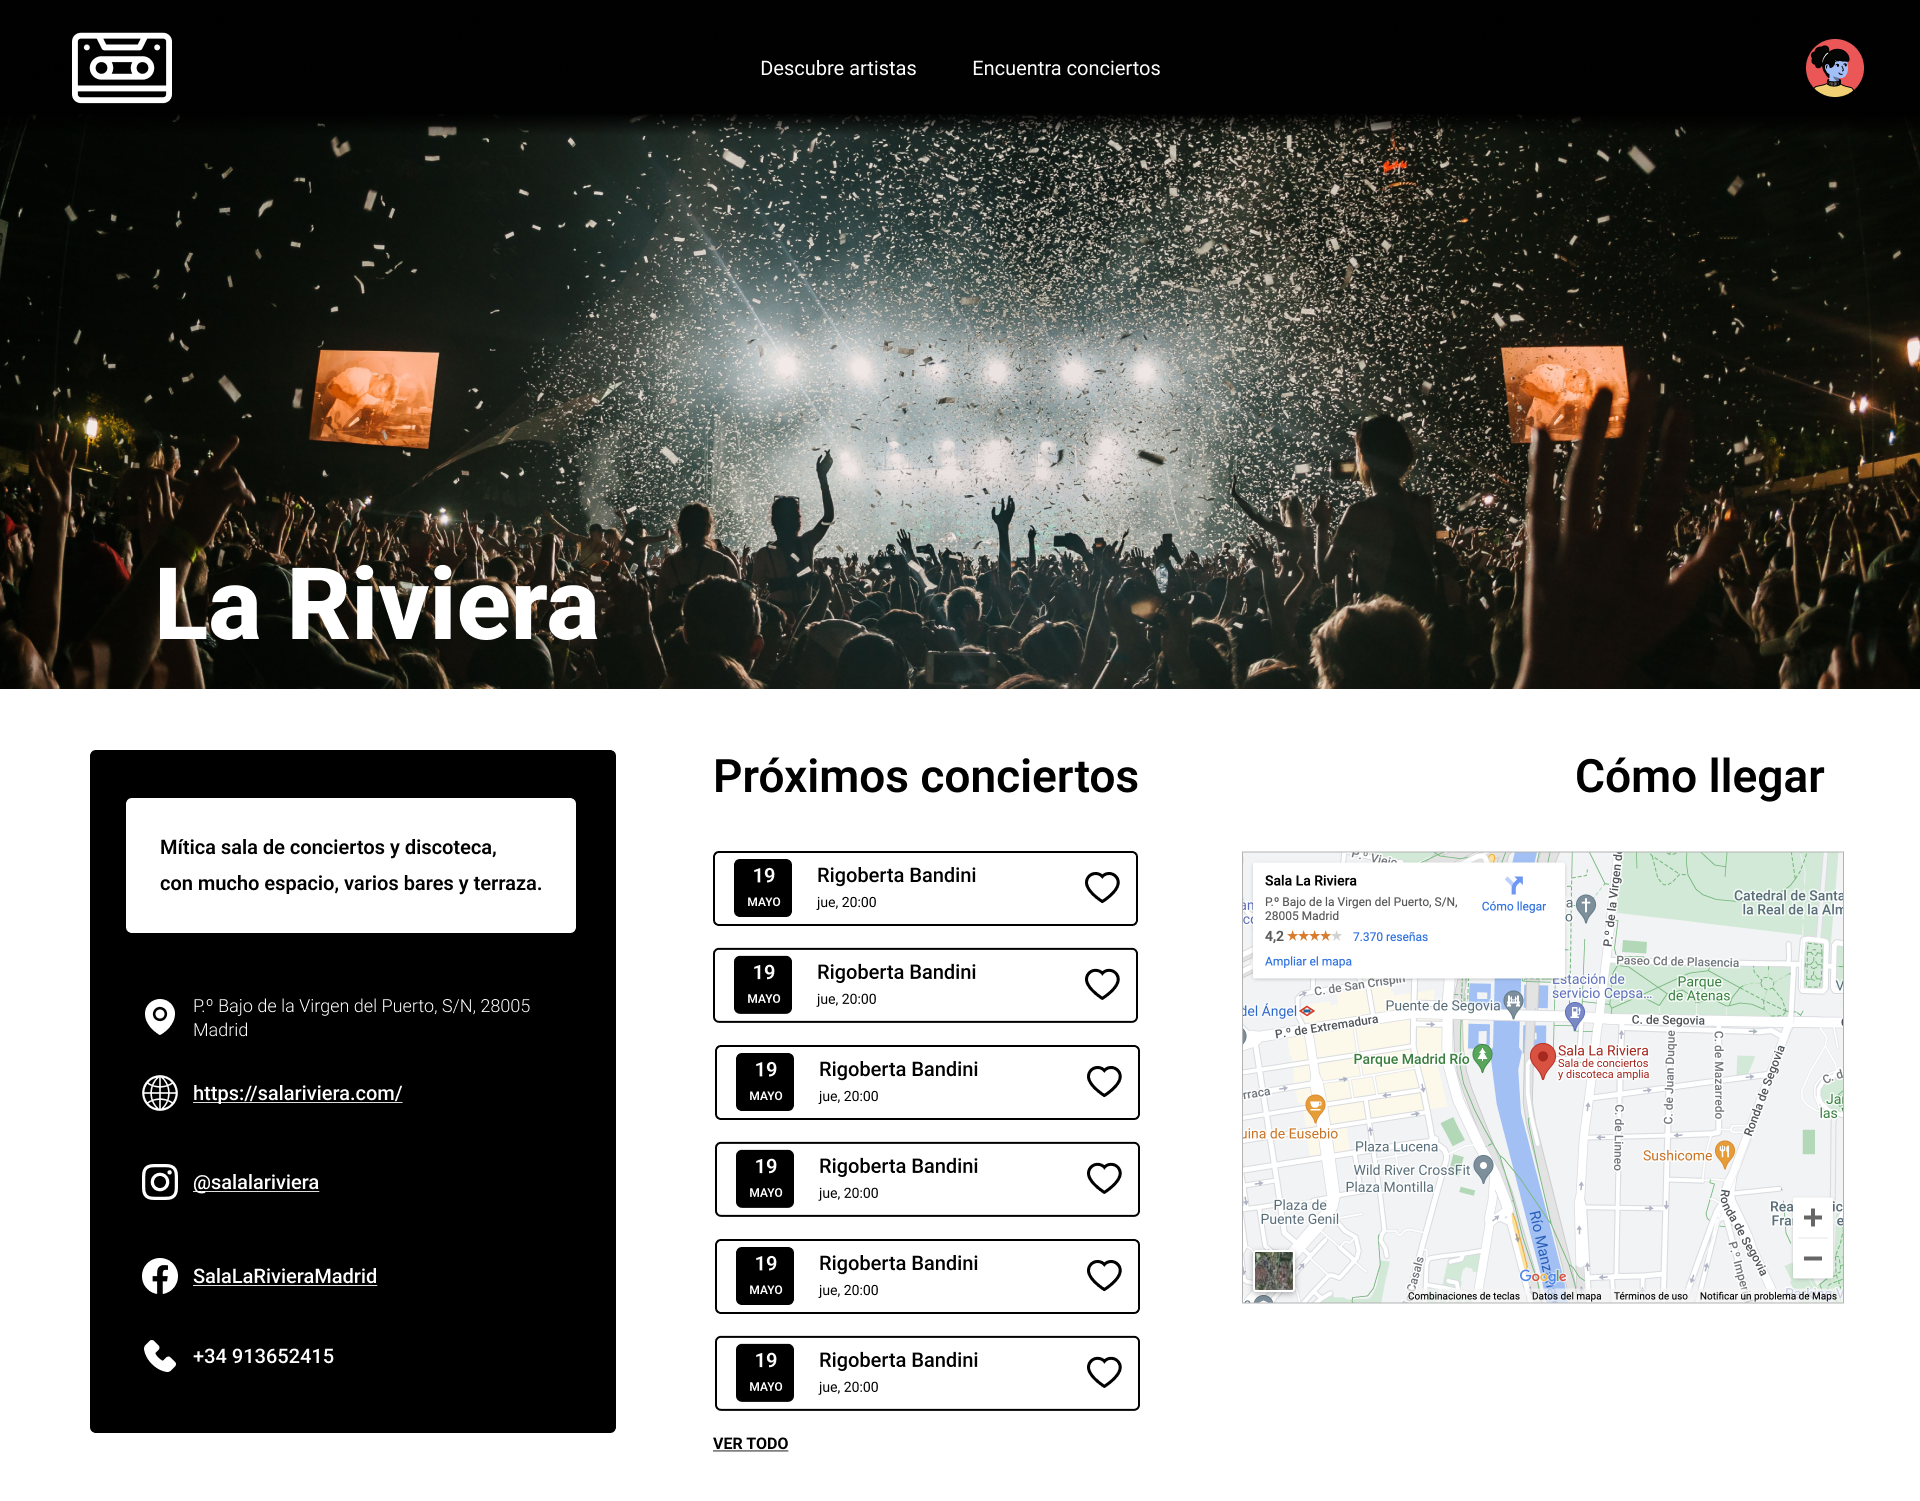 Descubre artistas
Encuentra conciertos
La Riviera
Mítica sala de conciertos y discoteca,
con mucho espacio, varios bares y terraza.
P.º Bajo de la Virgen del Puerto, S/N, 28005
Madrid
https://salariviera.com/
@salalariviera
SalaLaRivieraMadrid
+34 913652415
Próximos conciertos
19
MAYO
Rigoberta Bandini
jue, 20:00
19
MAYO
Rigoberta Bandini
jue, 20:00
19
MAYO
Rigoberta Bandini
jue, 20:00
19
MAYO
Rigoberta Bandini
jue, 20:00
19
MAYO
Rigoberta Bandini
jue, 20:00
19
MAYO
Rigoberta Bandini
jue, 20:00
VER TODO
Cómo llegar
Sala La Riviera
P.º Bajo de la Virgen del Puerto, S/N,
28005 Madrid
4,2
7.370 reseñas
Ampliar el mapa
Cómo llegar
P.º de la Virgen de
Catedral de Santa
la Real de la Alm
Paseo Cd de Plasencia
Parque
de Atenas
Estación de
servicio Cepsa...
C. de San Crispín
del Ángel
Puente de Segovia
P.º de Extremadura
C. de Segovia
Parque Madrid Río
Sala La Riviera
Sala de conciertos
y discoteca amplia
C. de Juan Duque
C. de Mazarredo
Ronda de Segovia
C. de Linneo
uina de Eusebio
Plaza Lucena
Wild River CrossFit
Plaza Montilla
Sushicome
Plaza de
Puente Genil
Río Manzan
Ronda de Segovia
P.º Imper
Casals
Google
Combinaciones de teclas
Datos del mapa
Términos de uso
Notificar un problema de Maps